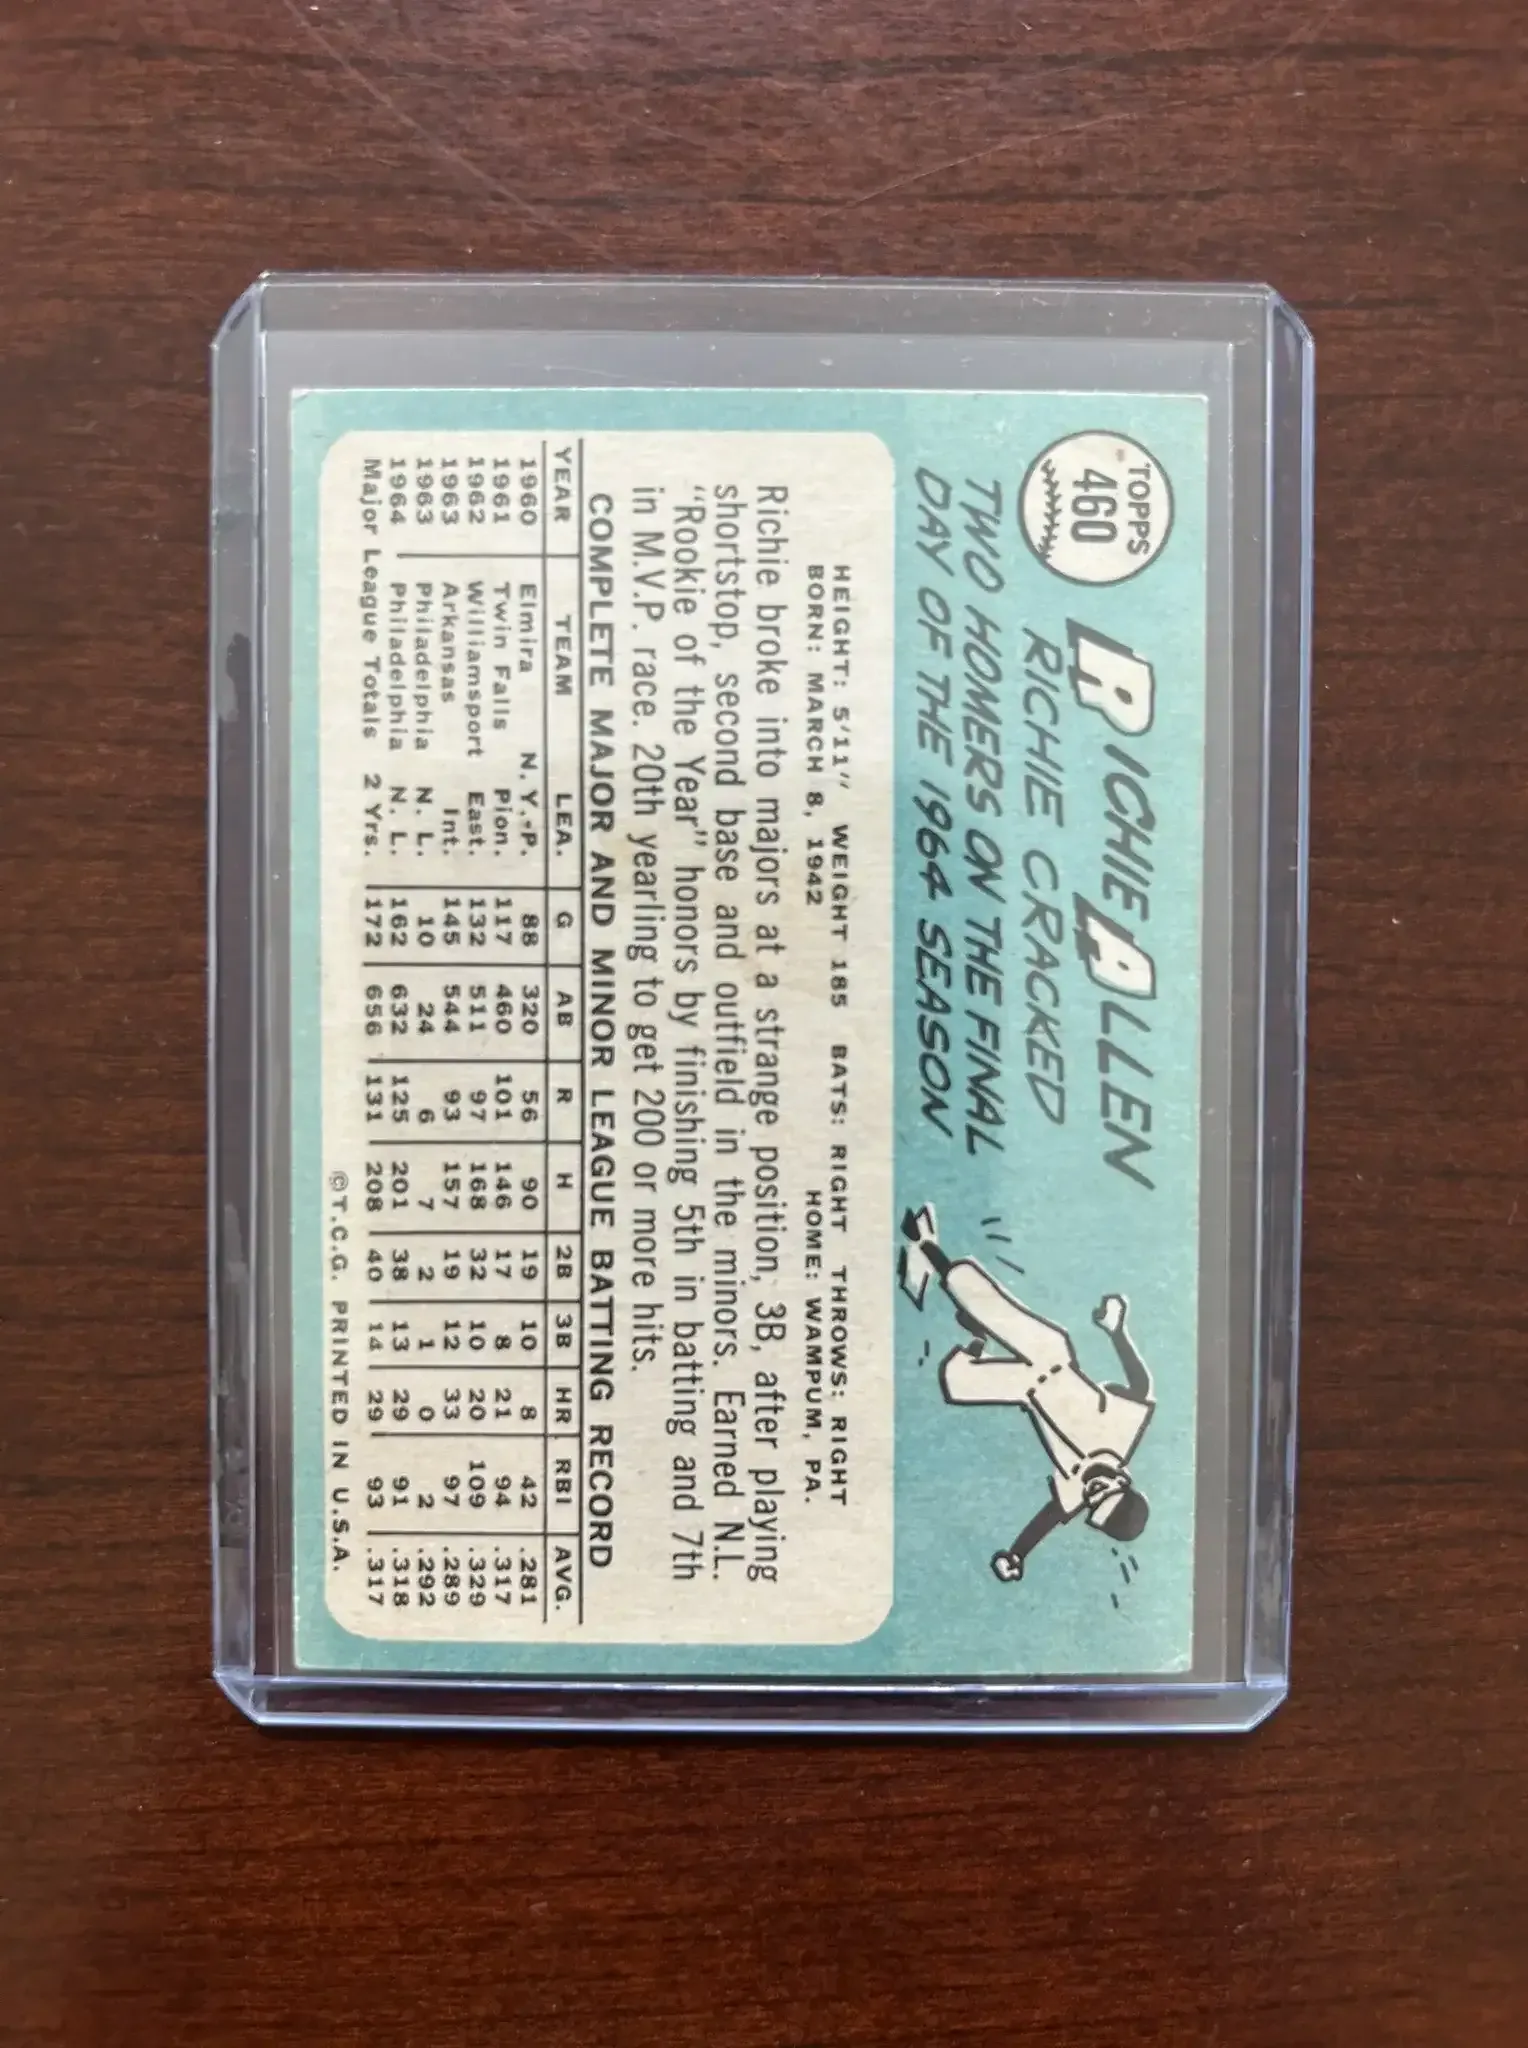 TOPPS
460
RICHIE ALLEN
RICHIE CRACKED
TWO HOMERS ON THE FINAL
DAY OF THE 1964 SEASON
HEIGHT: 5'11" WEIGHT 185 BATS: RIGHT THROWS: RIGHT
BORN: MARCH 8, 1942 HOME: WAMPUM, PA.
Richie broke into majors at a strange position, 3B, after playing
shortstop, second base and outfield in the minors. Earned N.L.
"Rookie of the Year" honors by finishing 5th in batting and 7th
in M.V.P. race. 20th yearling to get 200 or more hits.
COMPLETE MAJOR AND MINOR LEAGUE BATTING RECORD
YEAR TEAM LEA. G AB R H 2B 3B HR RBI AVG.
1960 Elmira N.Y.-P. 88 320 56 90 19 10 8 42 .281
1961 Twin Falls Pion. 117 460 101 146 17 8 21 94 .317
1962 Williamsport East. 132 511 97 168 32 10 20 109 .329
1963 Arkansas Int. 145 544 93 157 19 12 33 97 .289
1963 Philadelphia N. L. 10 24 6 7 2 1 0 2 .292
1964 Philadelphia N. L. 162 632 125 201 38 13 29 91 .318
Major League Totals 2 Yrs. 172 656 131 208 40 14 29 93 .317
©T.C.G. PRINTED IN U.S.A.